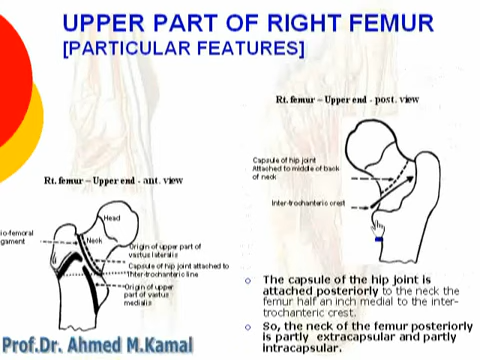 UPPER PART OF RIGHT FEMUR
[PARTICULAR FEATURES]
Rt. femur – Upper end - post. view
Capsule of hip joint
Attached to middle of back
of neck
Inter-trochanteric crest
Rt. femur – Upper end - ant. view
Head
Neck
io-femoral
gament
Origin of upper part of
vastus lateralis
Capsule of hip joint attached to
Inter-trochanteric line
Origin of upper
part of vastus
medialis
The capsule of the hip joint is
attached posteriorly to the neck the
femur half an inch medial to the inter-
trochanteric crest.
So, the neck of the femur posteriorly
is partly extracapsular and partly
intracapsular.
Prof.Dr. Ahmed M.Kamal